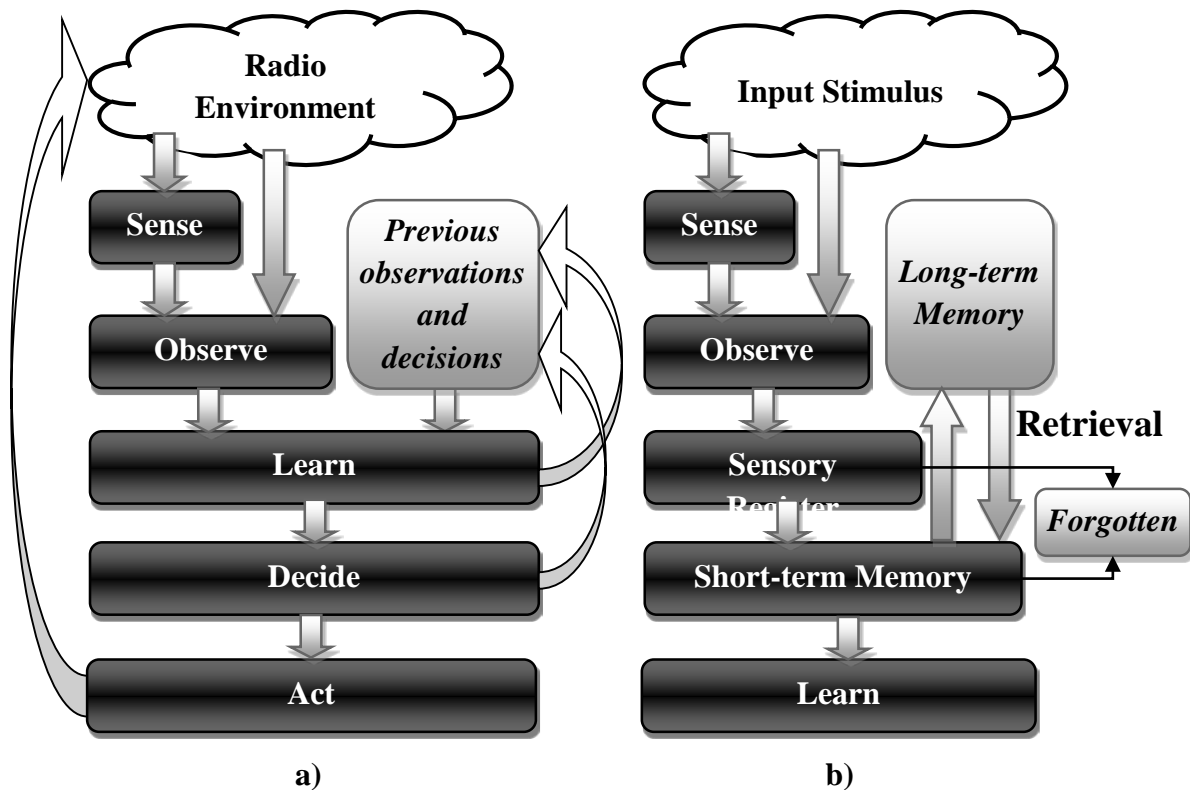 Radio
Environment
Sense
Observe
Previous
observations
and
decisions
Learn
Decide
Act
a)
Input Stimulus
Sense
Observe
Long-term
Memory
Retrieval
Sensory
Register
Forgotten
Short-term Memory
Learn
b)